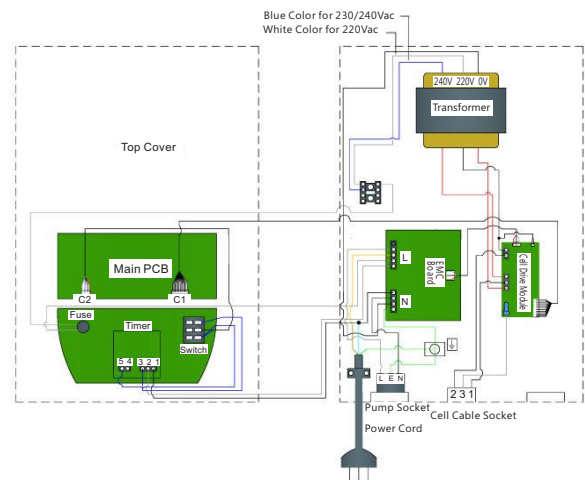 Blue Color for 230/240Vac
White Color for 220Vac
240V 220V 0V
Transformer
Top Cover
Main PCB
C2
C1
Fuse
Timer
Switch
5 4
3 2 1
L
N
EMC
Board
Cell Drive Module
L E N
Pump Socket
Power Cord
2 3 1
Cell Cable Socket